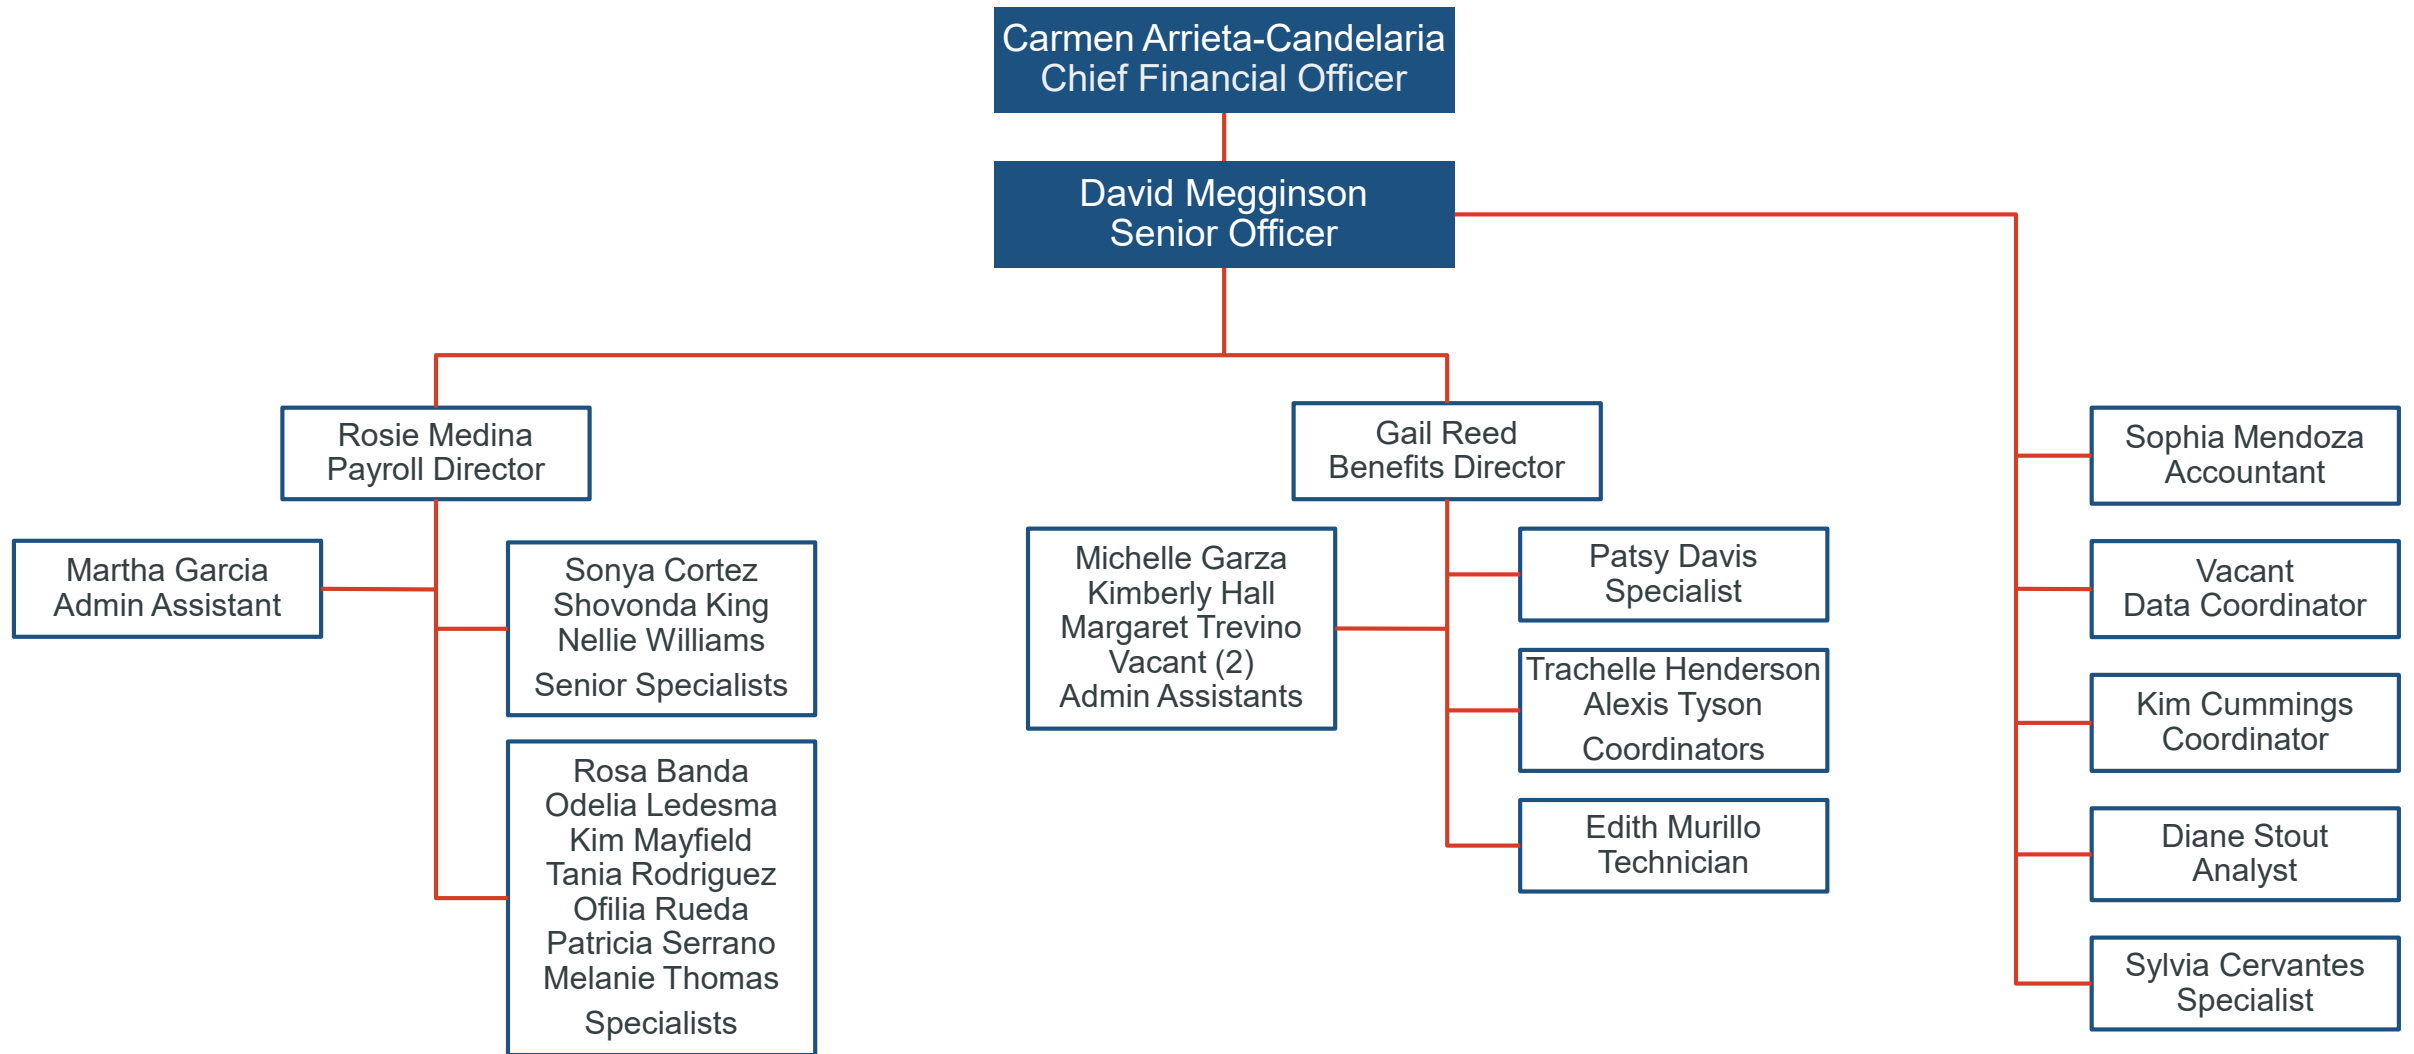 Carmen Arrieta-Candelaria
Chief Financial Officer
David Megginson
Senior Officer
Rosie Medina
Payroll Director
Martha Garcia
Admin Assistant
Sonya Cortez
Shovonda King
Nellie Williams
Senior Specialists
Rosa Banda
Odelia Ledesma
Kim Mayfield
Tania Rodriguez
Ofilia Rueda
Patricia Serrano
Melanie Thomas
Specialists
Gail Reed
Benefits Director
Michelle Garza
Kimberly Hall
Margaret Trevino
Vacant (2)
Admin Assistants
Patsy Davis
Specialist
Trachelle Henderson
Alexis Tyson
Coordinators
Edith Murillo
Technician
Sophia Mendoza
Accountant
Vacant
Data Coordinator
Kim Cummings
Coordinator
Diane Stout
Analyst
Sylvia Cervantes
Specialist